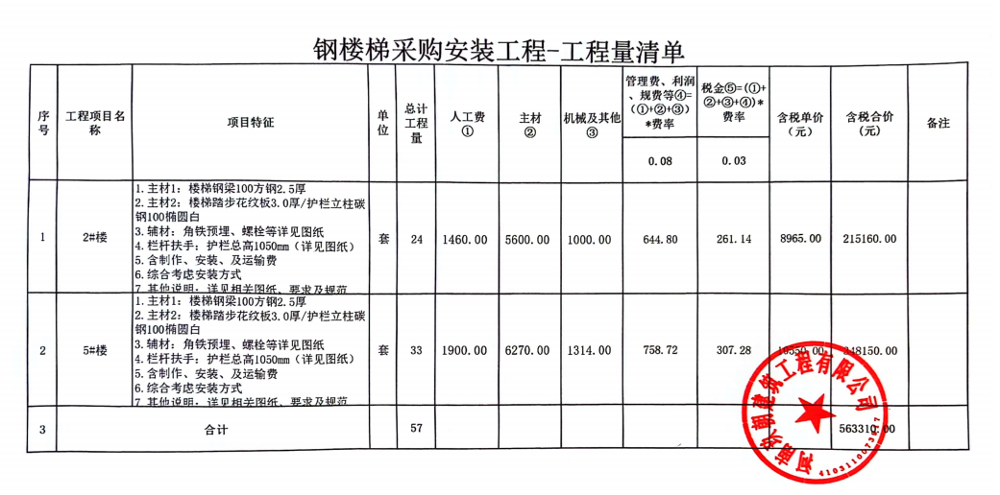 钢楼梯采购安装工程-工程量清单
序号 工程项目名称 项目特征 单位 总计工程量 人工费① 主材② 机械及其他③ 管理费、利润、规费等④=(①+②+③)*费率 税金⑤=(①+②+③+④)*费率 含税单价(元) 含税合价(元) 备注
0.08 0.03
1 2#楼
1.主材1：楼梯钢梁100方钢2.5厚
2.主材2：楼梯踏步花纹板3.0厚/护栏立柱碳
钢100椭圆白
3.辅材：角铁预埋、螺栓等详见图纸
4.栏杆扶手：护栏总高1050mm（详见图纸）
5.含制作、安装、及运输费
6.综合考虑安装方式
7.其他说明：详见相关图纸、要求及规范
套 24 1460.00 5600.00 1000.00 644.80 261.14 8965.00 215160.00
2 5#楼
1.主材1：楼梯钢梁100方钢2.5厚
2.主材2：楼梯踏步花纹板3.0厚/护栏立柱碳
钢100椭圆白
3.辅材：角铁预埋、螺栓等详见图纸
4.栏杆扶手：护栏总高1050mm（详见图纸）
5.含制作、安装、及运输费
6.综合考虑安装方式
7.其他说明：详见相关图纸、要求及规范
套 33 1900.00 6270.00 1314.00 758.72 307.28 10550.00 348150.00
3 合计 57 563310.00
建筑工程有限公司